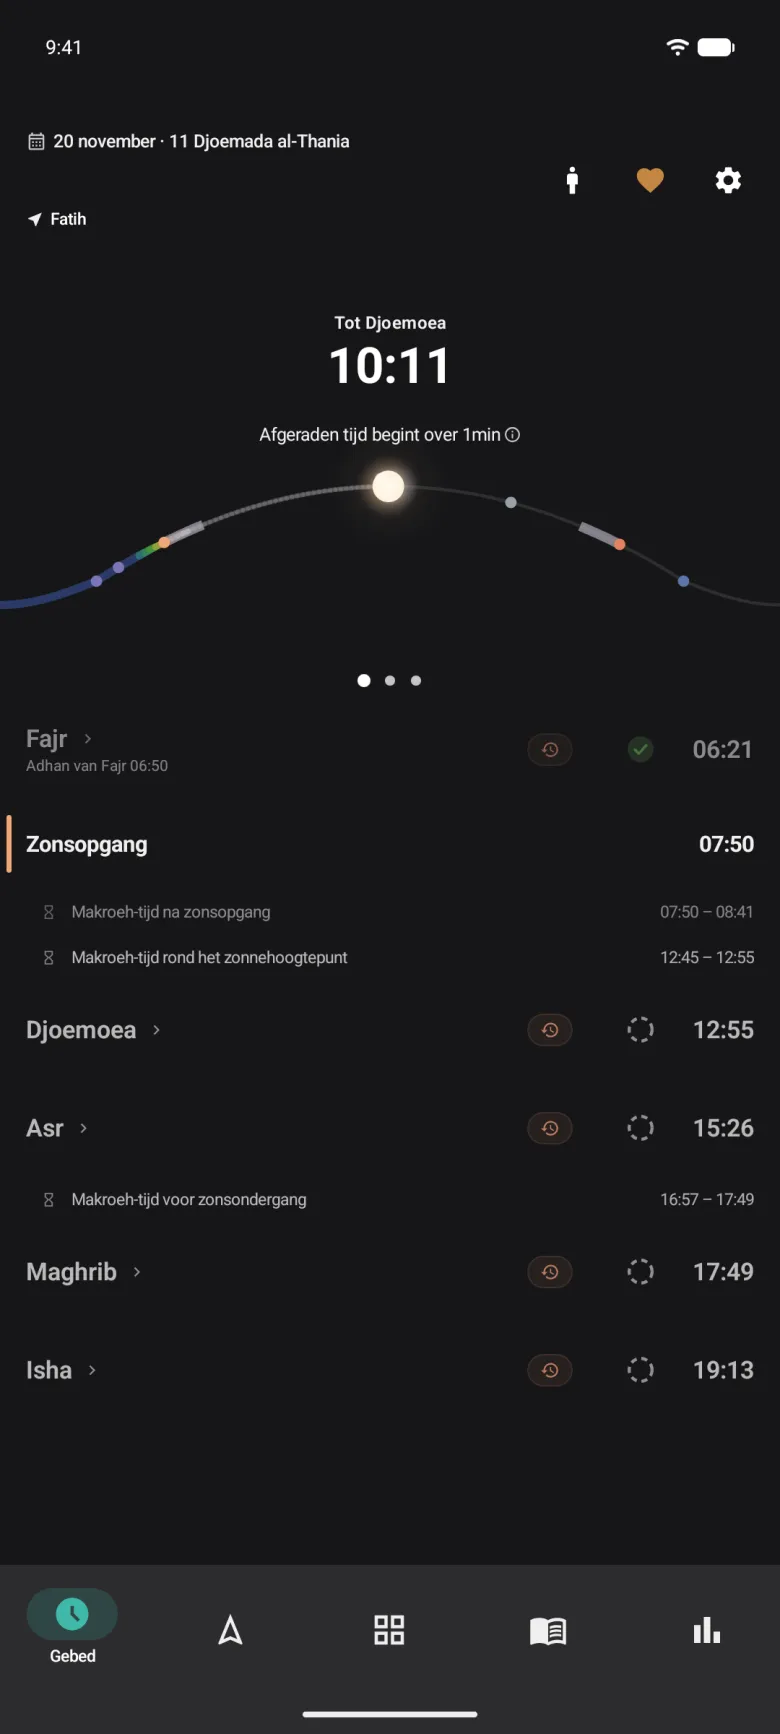 9:41
20 november · 11 Djoemada al-Thania
Fatih
Tot Djoemoea
10:11
Afgeraden tijd begint over 1min
Fajr
06:21
Adhan van Fajr 06:50
Zonsopgang
07:50
Makroeh-tijd na zonsopgang
07:50 – 08:41
Makroeh-tijd rond het zonnehoogtepunt
12:45 – 12:55
Djoemoea
12:55
Asr
15:26
Makroeh-tijd voor zonsondergang
16:57 – 17:49
Maghrib
17:49
Isha
19:13
Gebed